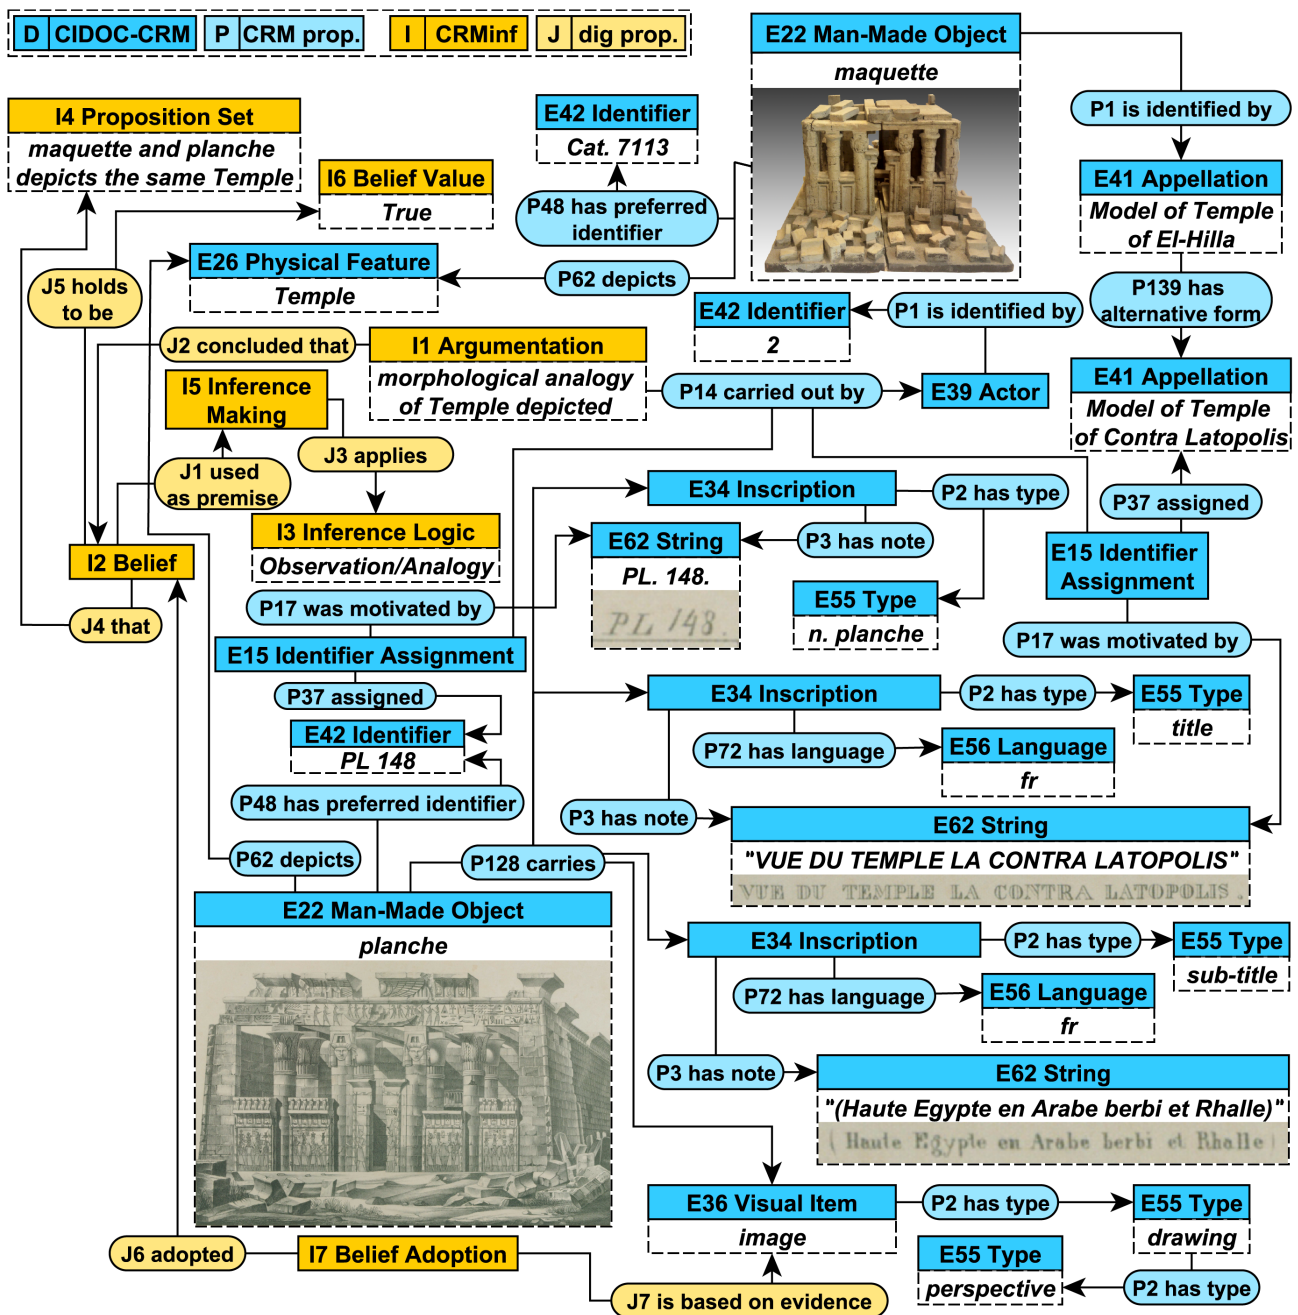 D CIDOC-CRM P CRM prop. I CRMinf J dig prop.
E22 Man-Made Object
maquette
P1 is identified by
E41 Appellation
Model of Temple
of El-Hilla
P139 has
alternative form
E41 Appellation
Model of Temple
of Contra Latopolis
P37 assigned
E15 Identifier
Assignment
P17 was motivated by
I4 Proposition Set
maquette and planche
depicts the same Temple
E42 Identifier
Cat. 7113
P48 has preferred
identifier
I6 Belief Value
True
E26 Physical Feature
Temple
P62 depicts
J5 holds
to be
E42 Identifier
2
P1 is identified by
J2 concluded that
I1 Argumentation
morphological analogy
of Temple depicted
P14 carried out by
E39 Actor
I5 Inference
Making
J3 applies
J1 used
as premise
I3 Inference Logic
Observation/Analogy
I2 Belief
J4 that
E34 Inscription
P2 has type
P3 has note
E62 String
PL. 148.
PL 148.
E55 Type
n. planche
P17 was motivated by
E15 Identifier Assignment
P37 assigned
E42 Identifier
PL 148
P48 has preferred identifier
E34 Inscription
P2 has type
E55 Type
title
P72 has language
E56 Language
fr
P3 has note
E62 String
"VUE DU TEMPLE LA CONTRA LATOPOLIS"
VUE DU TEMPLE LA CONTRA LATOPOLIS.
P62 depicts
P128 carries
E22 Man-Made Object
planche
E34 Inscription
P2 has type
E55 Type
sub-title
P72 has language
E56 Language
fr
P3 has note
E62 String
"(Haute Egypte en Arabe berbi et Rhalle)"
(Haute Egypte en Arabe berbi et Rhalle)
E36 Visual Item
image
P2 has type
E55 Type
drawing
P2 has type
E55 Type
perspective
J6 adopted
I7 Belief Adoption
J7 is based on evidence